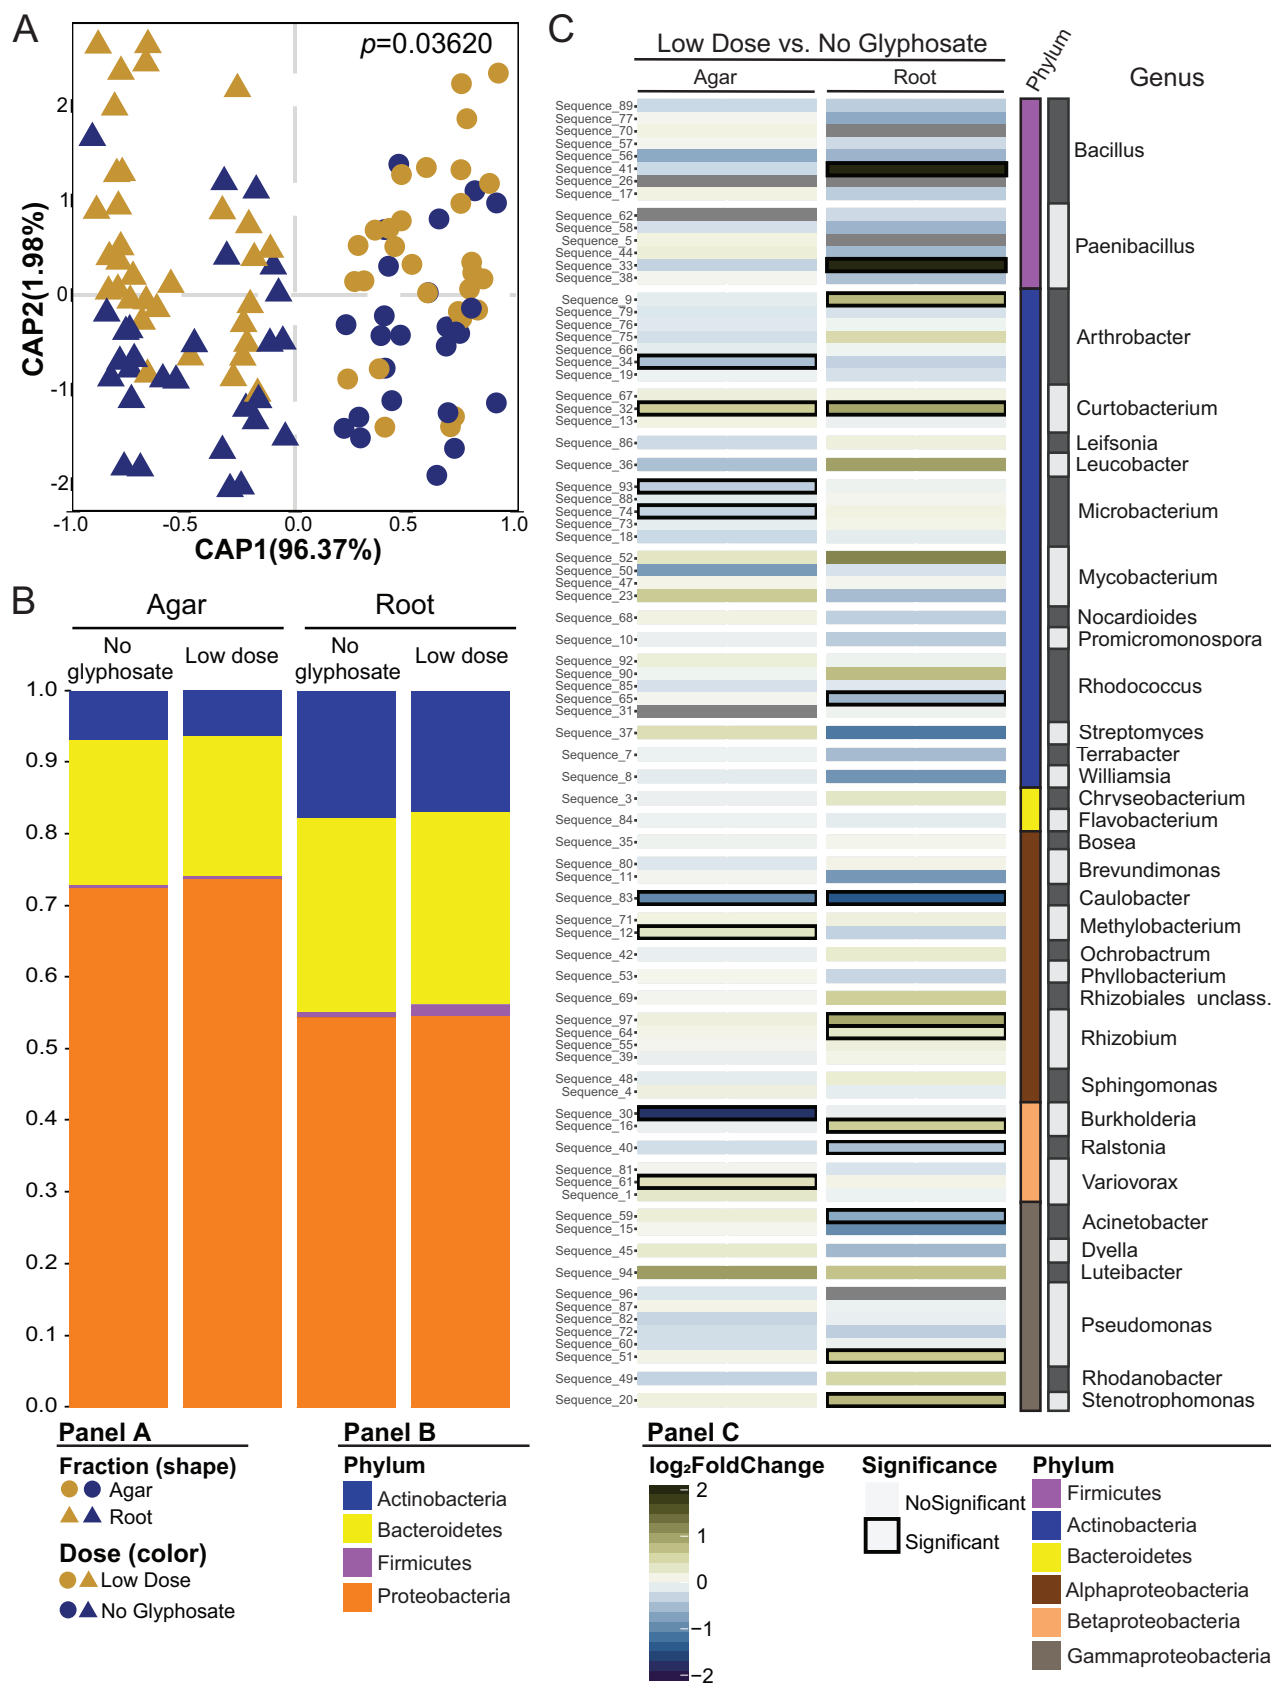 A
p=0.03620
CAP2(1.98%)
2
1
0
-1
-2
-1.0
-0.5
0.0
0.5
1.0
CAP1(96.37%)
B
Agar
Root
No glyphosate
Low dose
No glyphosate
Low dose
1.0
0.9
0.8
0.7
0.6
0.5
0.4
0.3
0.2
0.1
0.0
C
Low Dose vs. No Glyphosate
Agar
Root
Phylum
Genus
Sequence_89
Sequence_77
Sequence_70
Sequence_57
Sequence_56
Sequence_41
Sequence_26
Sequence_17
Bacillus
Sequence_62
Sequence_58
Sequence_5
Sequence_44
Sequence_33
Sequence_38
Paenibacillus
Sequence_9
Sequence_79
Sequence_76
Sequence_75
Sequence_66
Sequence_34
Sequence_19
Arthrobacter
Sequence_67
Sequence_32
Sequence_13
Curtobacterium
Sequence_86
Leifsonia
Sequence_36
Leucobacter
Sequence_93
Sequence_88
Sequence_74
Sequence_73
Sequence_18
Microbacterium
Sequence_52
Sequence_50
Sequence_47
Sequence_23
Mycobacterium
Sequence_68
Nocardioides
Sequence_10
Promicromonospora
Sequence_92
Sequence_90
Sequence_85
Sequence_65
Sequence_31
Rhodococcus
Sequence_37
Streptomyces
Sequence_7
Terrabacter
Sequence_8
Williamsia
Sequence_3
Chryseobacterium
Sequence_84
Flavobacterium
Sequence_35
Bosea
Sequence_80
Sequence_11
Brevundimonas
Sequence_83
Caulobacter
Sequence_71
Sequence_12
Methylobacterium
Sequence_42
Ochrobactrum
Sequence_53
Phyllobacterium
Sequence_69
Rhizobiales unclass.
Sequence_97
Sequence_64
Sequence_55
Sequence_39
Rhizobium
Sequence_48
Sequence_4
Sphingomonas
Sequence_30
Sequence_16
Burkholderia
Sequence_40
Ralstonia
Sequence_81
Sequence_61
Sequence_1
Variovorax
Sequence_59
Sequence_15
Acinetobacter
Sequence_45
Dyella
Sequence_94
Luteibacter
Sequence_96
Sequence_87
Sequence_82
Sequence_72
Sequence_60
Sequence_51
Pseudomonas
Sequence_49
Rhodanobacter
Sequence_20
Stenotrophomonas
Panel A
Fraction (shape)
Agar
Root
Dose (color)
Low Dose
No Glyphosate
Panel B
Phylum
Actinobacteria
Bacteroidetes
Firmicutes
Proteobacteria
Panel C
log₂FoldChange
2
1
0
−1
−2
Significance
NoSignificant
Significant
Phylum
Firmicutes
Actinobacteria
Bacteroidetes
Alphaproteobacteria
Betaproteobacteria
Gammaproteobacteria